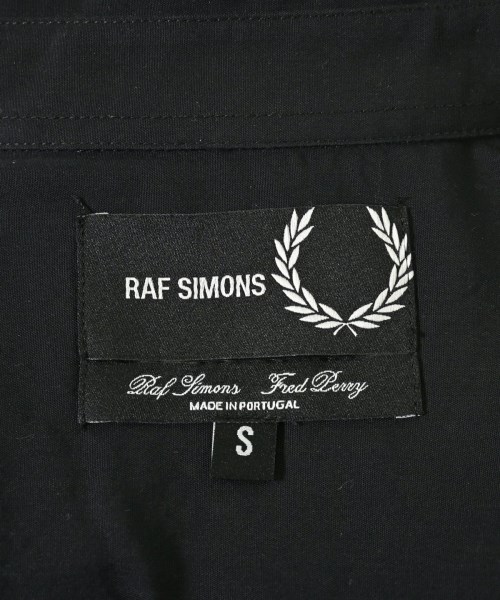 RAF SIMONS
Raf Simons Fred Perry
MADE IN PORTUGAL
S